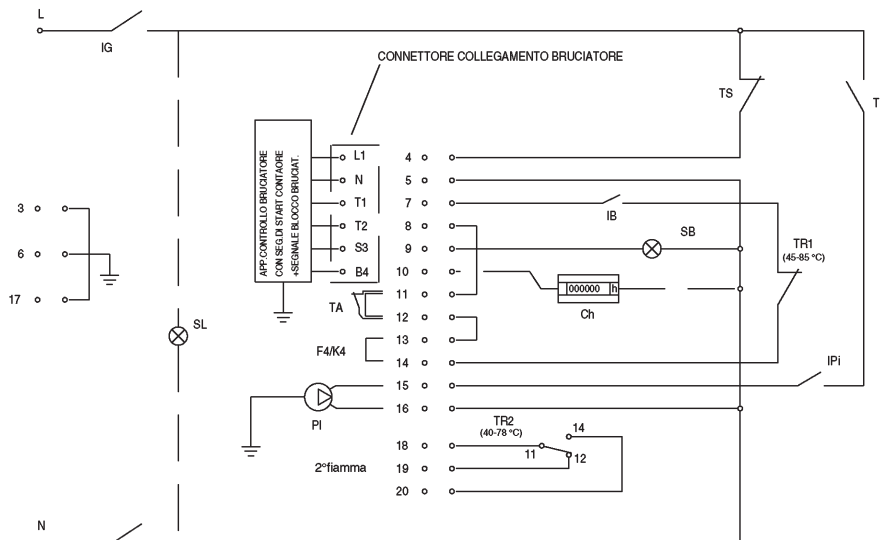 L
IG
CONNETTORE COLLEGAMENTO BRUCIATORE
TS
T
APP.CONTROLLO BRUCIATORE
CON SEG.DI START CONTAORE
+SEGNALE BLOCCO BRUCIAT.
L1
N
T1
T2
S3
B4
4
5
7
8
9
10
11
12
13
14
15
16
18
19
20
3
6
17
IB
SB
TR1
(45-85 °C)
000000 h
Ch
TA
SL
F4/K4
IPi
PI
TR2
(40-78 °C)
14
11
12
2°fiamma
N